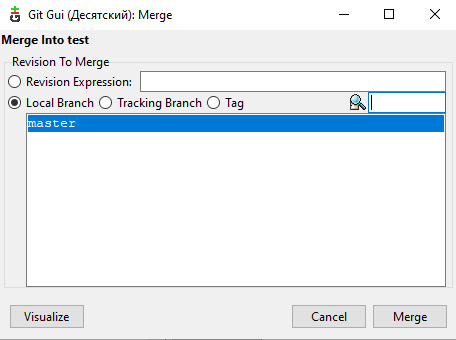 Git Gui (Десятский): Merge
Merge Into test
Revision To Merge
Revision Expression:
Local Branch Tracking Branch Tag
master
Visualize Cancel Merge